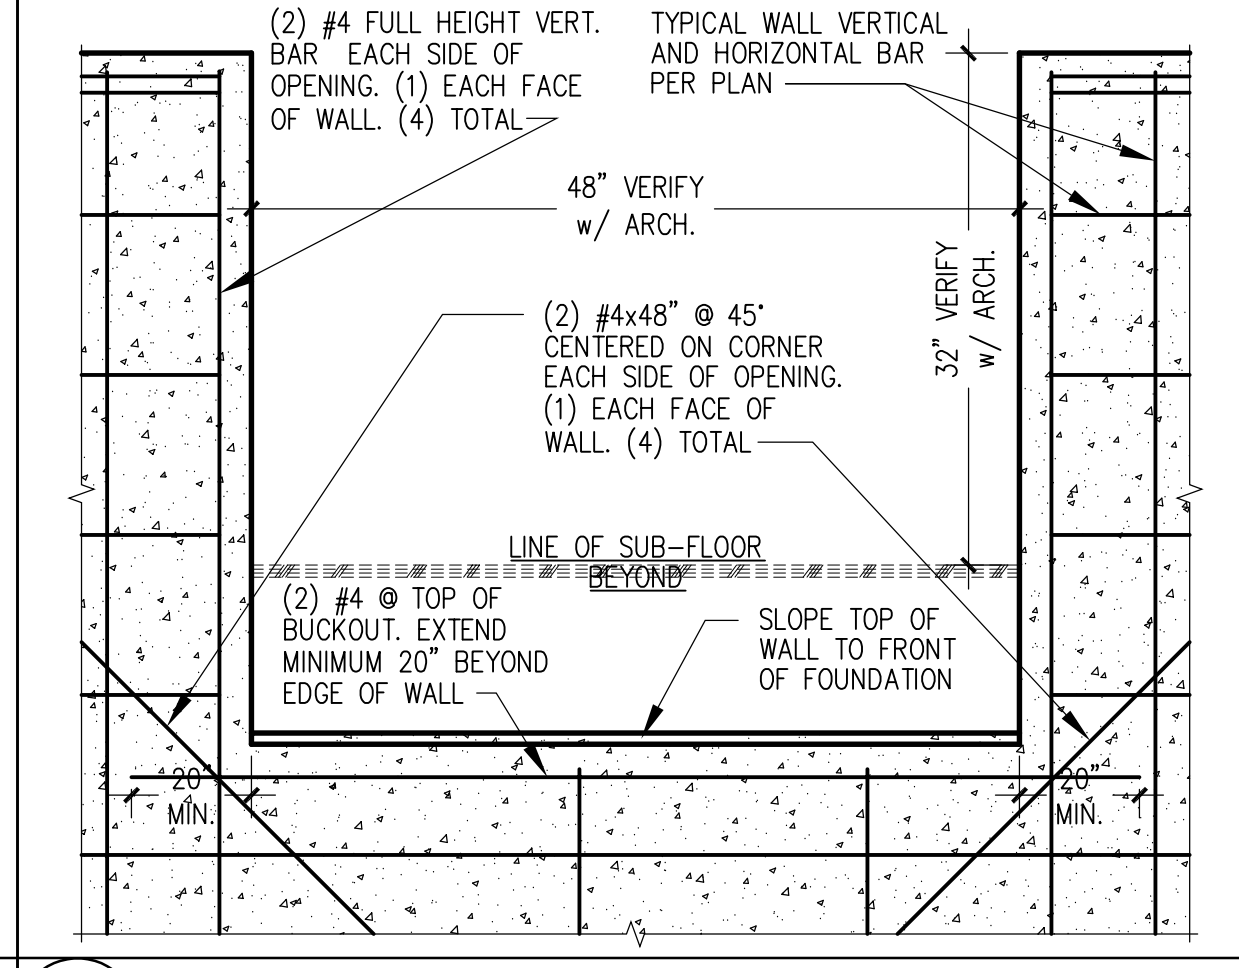 (2) #4 FULL HEIGHT VERT.
BAR EACH SIDE OF
OPENING. (1) EACH FACE
OF WALL. (4) TOTAL
TYPICAL WALL VERTICAL
AND HORIZONTAL BAR
PER PLAN
48" VERIFY
w/ ARCH.
32" VERIFY
w/ ARCH.
(2) #4x48" @ 45°
CENTERED ON CORNER
EACH SIDE OF OPENING.
(1) EACH FACE OF
WALL. (4) TOTAL
LINE OF SUB-FLOOR
BEYOND
(2) #4 @ TOP OF
BUCKOUT. EXTEND
MINIMUM 20" BEYOND
EDGE OF WALL
SLOPE TOP OF
WALL TO FRONT
OF FOUNDATION
20"
MIN.
20"
MIN.